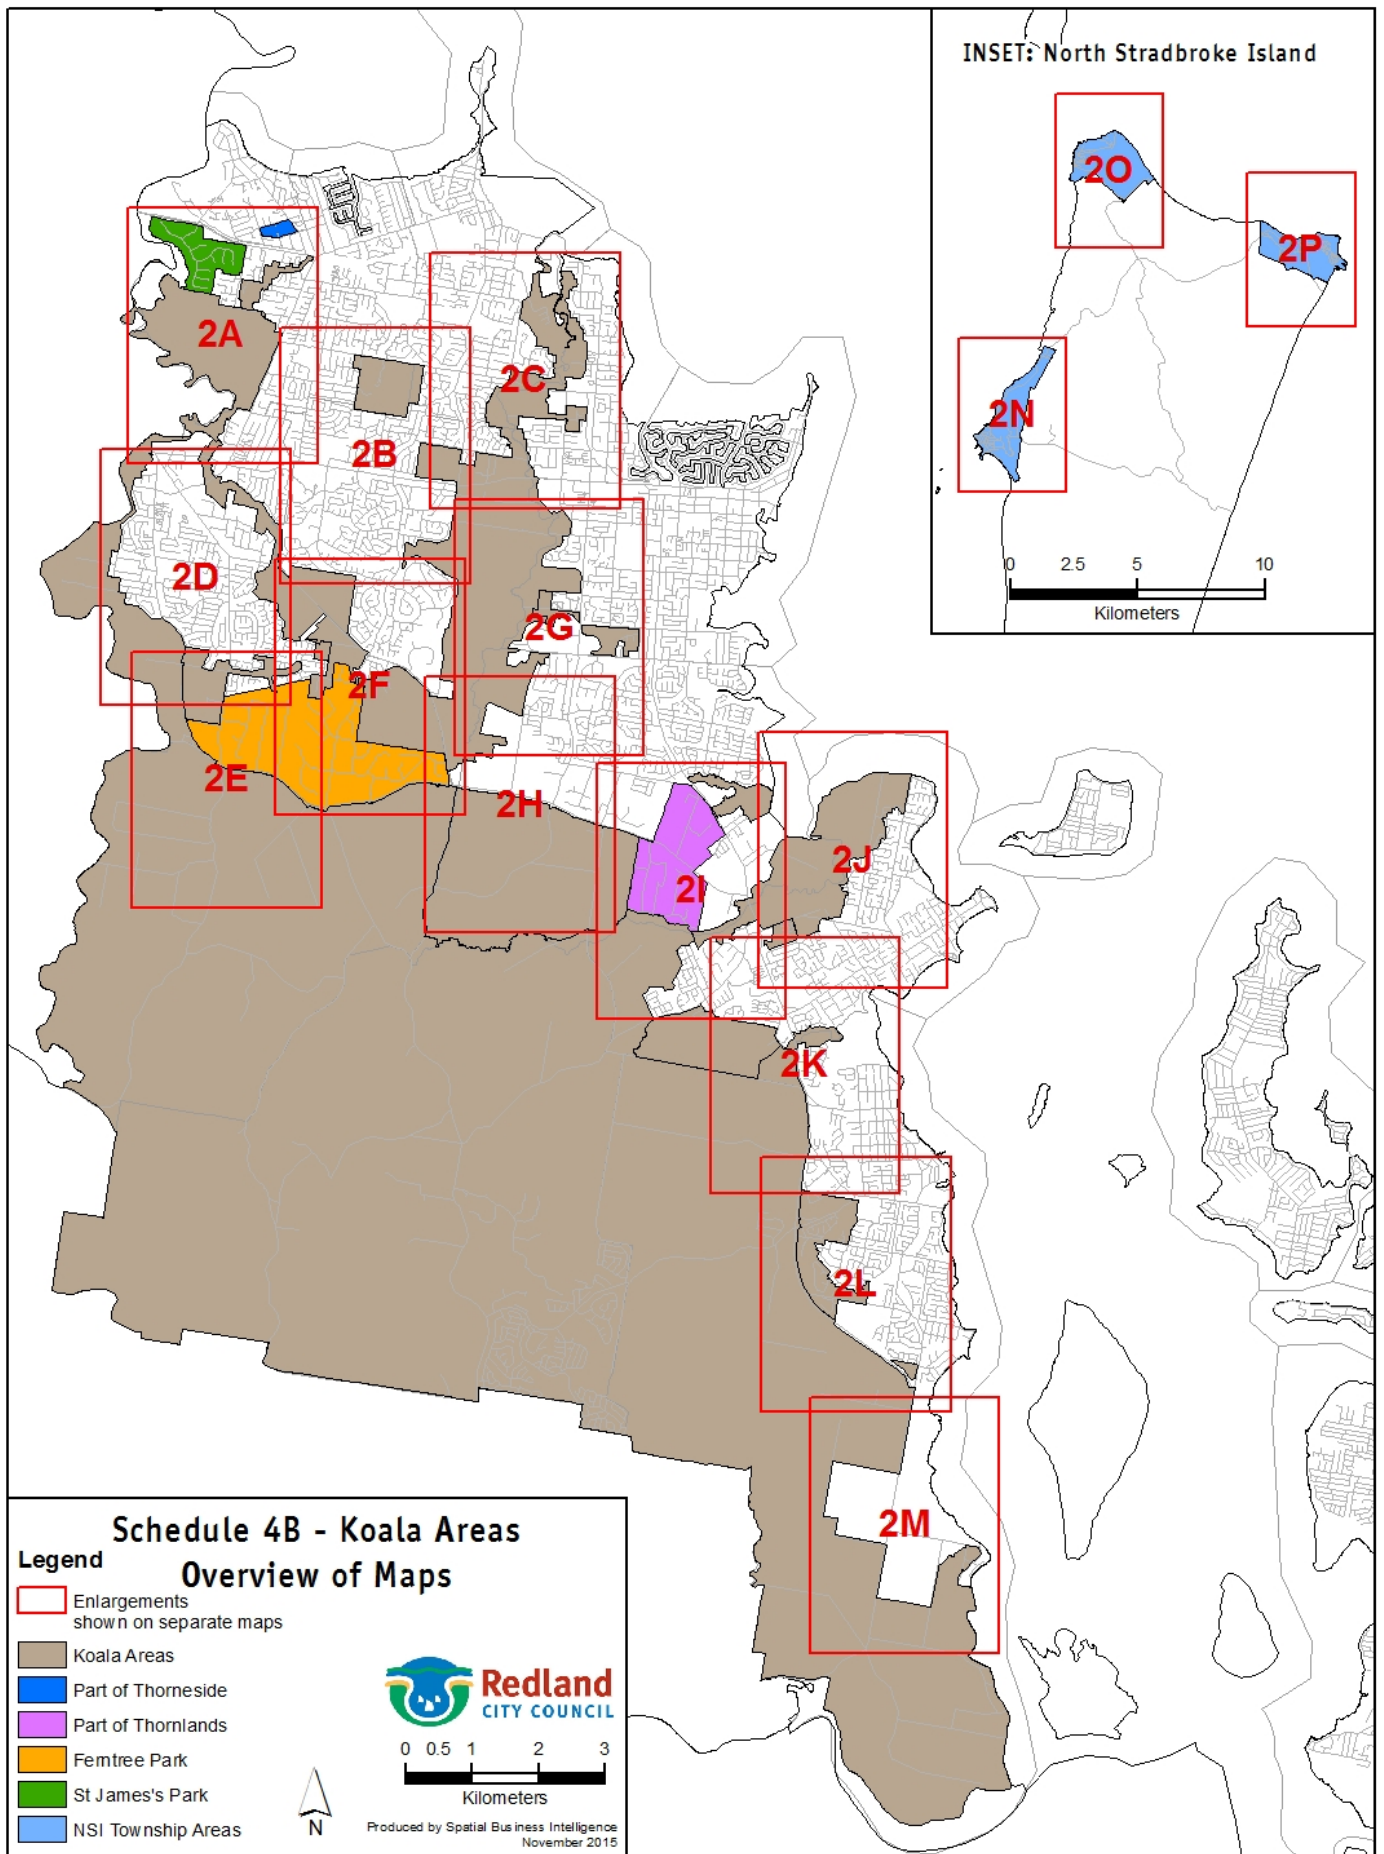 INSET: North Stradbroke Island
2O
2P
2N
0 2.5 5 10
Kilometers
2A
2C
2B
2D
2G
2F
2E
2H
2J
2I
2K
2L
2M
Schedule 4B - Koala Areas
Overview of Maps
Legend
Enlargements
shown on separate maps
Koala Areas
Part of Thorneside
Part of Thornlands
Ferntree Park
St James's Park
NSI Township Areas
N
Redland
CITY COUNCIL
0 0.5 1 2 3
Kilometers
Produced by Spatial Business Intelligence
November 2015